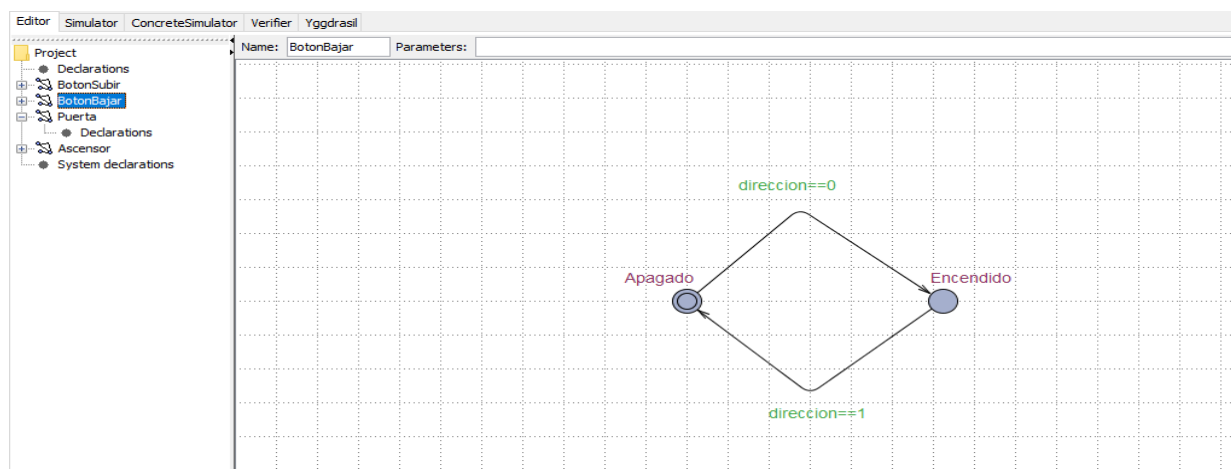 Editor Simulator ConcreteSimulator Verifier Yggdrasil
Project
Declarations
BotonSubir
BotonBajar
Puerta
Declarations
Ascensor
System declarations
Name: BotonBajar Parameters:
direccion==0
Apagado Encendido
direccion==1